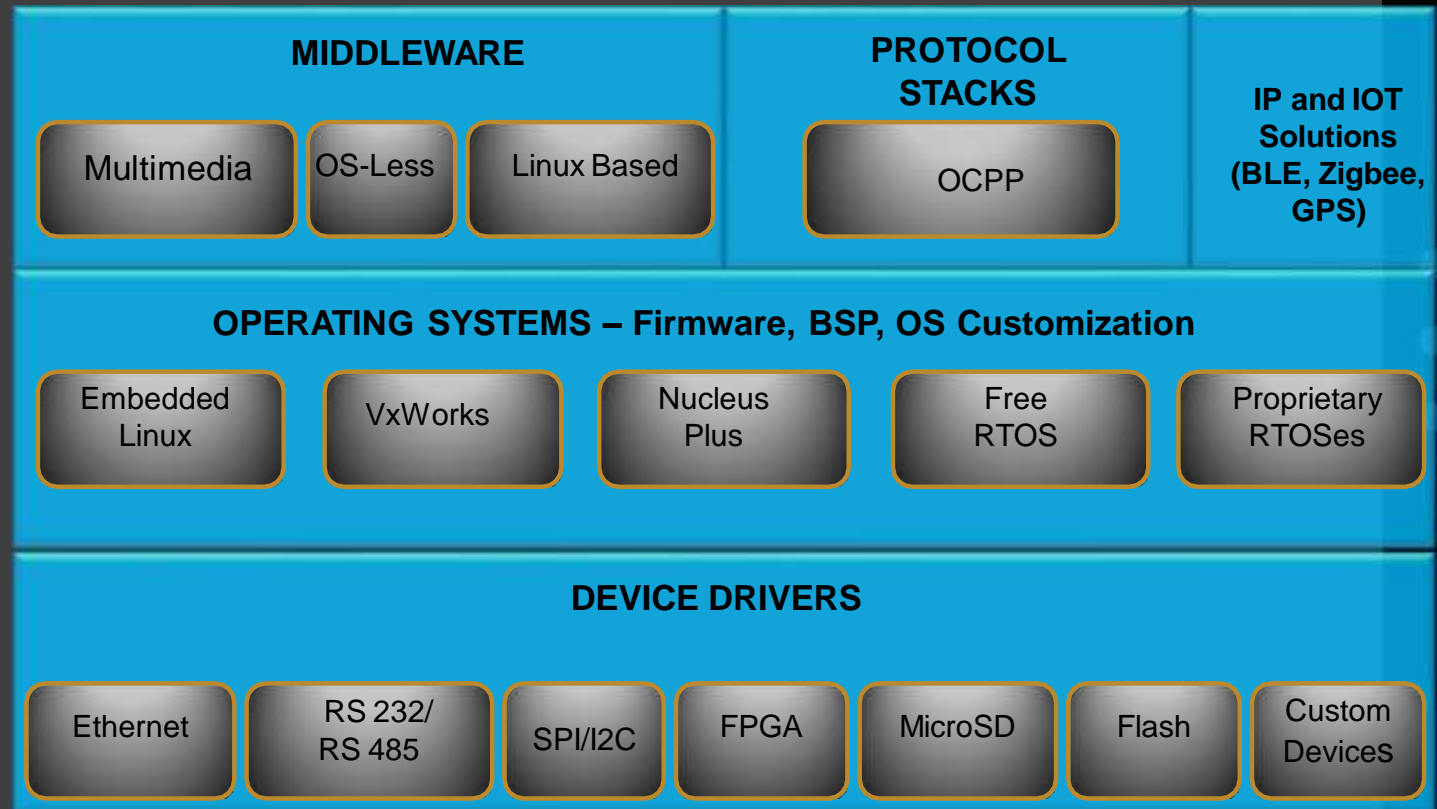 MIDDLEWARE
Multimedia
OS-Less
Linux Based
PROTOCOL
STACKS
OCPP
IP and IOT
Solutions
(BLE, Zigbee,
GPS)
OPERATING SYSTEMS – Firmware, BSP, OS Customization
Embedded
Linux
VxWorks
Nucleus
Plus
Free
RTOS
Proprietary
RTOSes
DEVICE DRIVERS
Ethernet
RS 232/
RS 485
SPI/I2C
FPGA
MicroSD
Flash
Custom
Devices